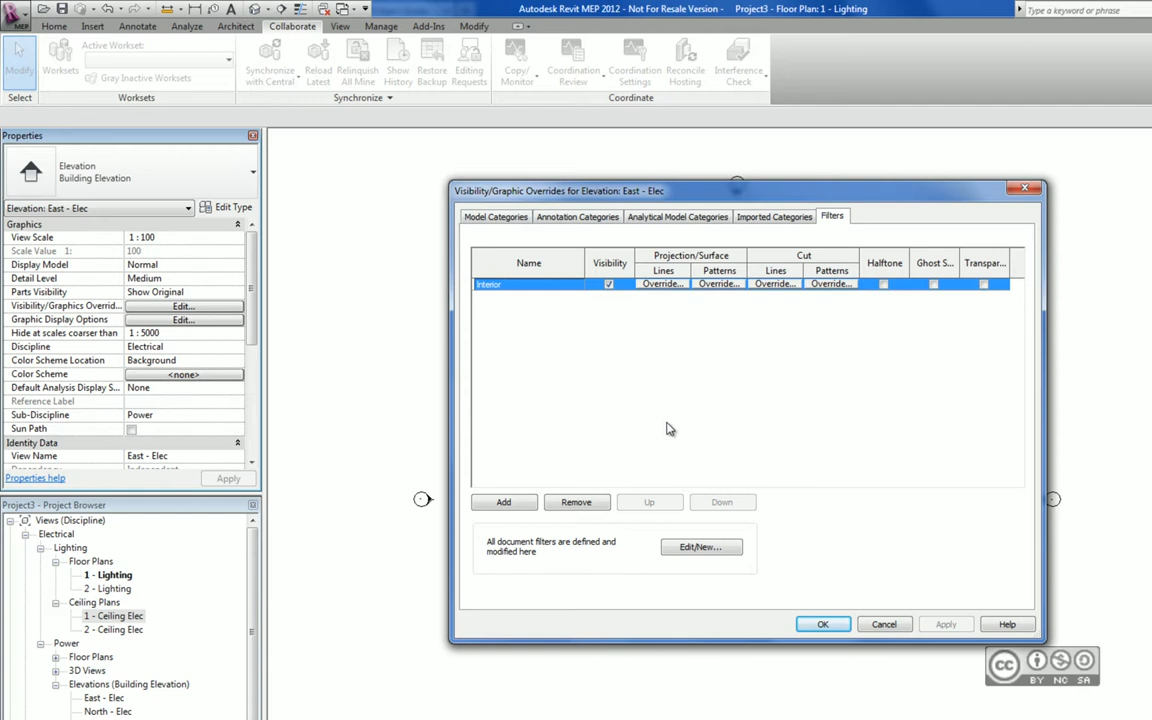 Autodesk Revit MEP 2012 - Not For Resale Version - Project3 - Floor Plan: 1 - Lighting
Type a keyword or phrase
MEP
Home Insert Annotate Analyze Architect Collaborate View Manage Add-Ins Modify
Active Workset:
Gray Inactive Worksets
Modify Worksets
Synchronize with Central
Reload Latest
Relinquish All Mine
Show History
Restore Backup
Editing Requests
Copy/ Monitor
Coordination Review
Coordination Settings
Reconcile Hosting
Interference Check
Select Worksets Synchronize Coordinate
Properties
Elevation
Building Elevation
Elevation: East - Elec Edit Type
Graphics
View Scale 1 : 100
Scale Value 1: 100
Display Model Normal
Detail Level Medium
Parts Visibility Show Original
Visibility/Graphics Overrid... Edit...
Graphic Display Options Edit...
Hide at scales coarser than 1 : 5000
Discipline Electrical
Color Scheme Location Background
Color Scheme <none>
Default Analysis Display S... None
Reference Label
Sub-Discipline Power
Sun Path
Identity Data
View Name East - Elec
Properties help Apply
Project3 - Project Browser
Views (Discipline)
Electrical
Lighting
Floor Plans
1 - Lighting
2 - Lighting
Ceiling Plans
1 - Ceiling Elec
2 - Ceiling Elec
Power
Floor Plans
3D Views
Elevations (Building Elevation)
East - Elec
North - Elec
Visibility/Graphic Overrides for Elevation: East - Elec
Model Categories Annotation Categories Analytical Model Categories Imported Categories Filters
Name Visibility Projection/Surface Cut Halftone Ghost S... Transpar...
Lines Patterns Lines Patterns
Interior Override... Override... Override... Override...
Add Remove Up Down
All document filters are defined and
modified here
Edit/New...
OK Cancel Apply Help
cc
BY NC SA